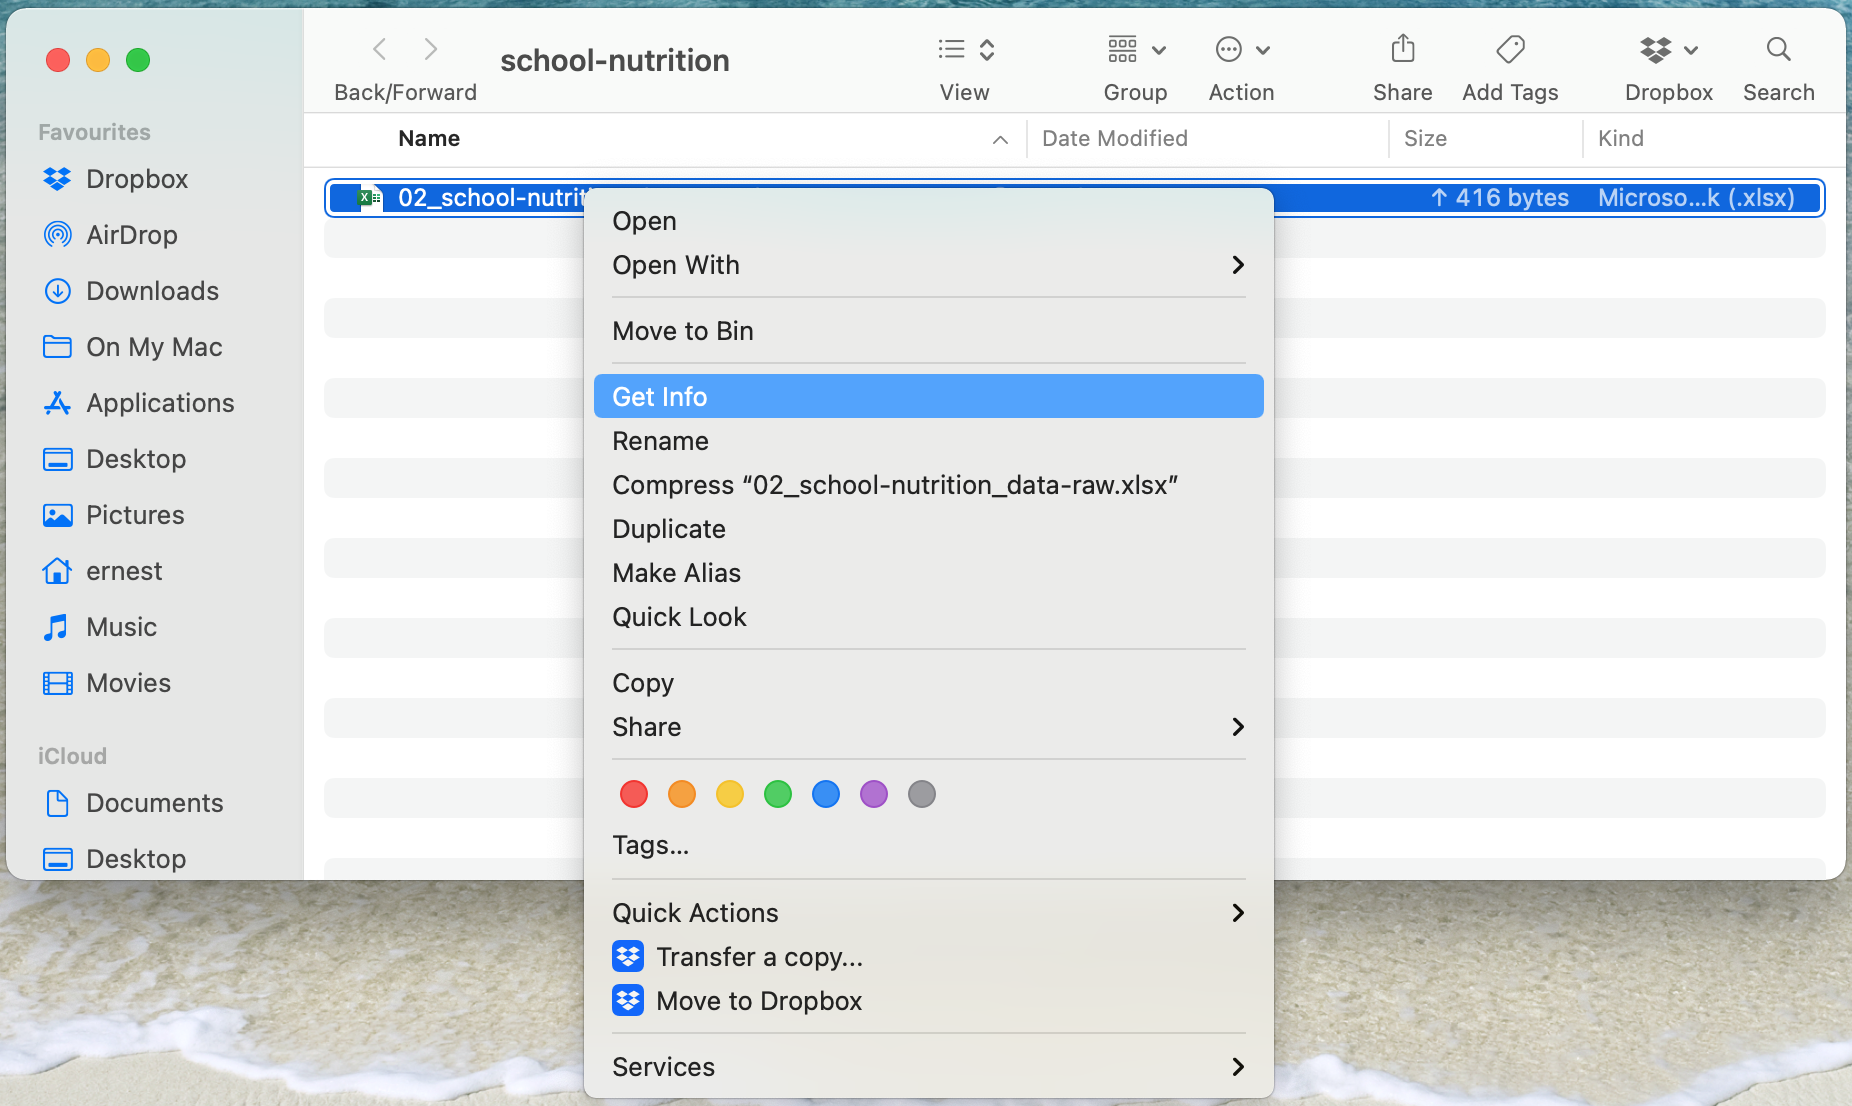 school-nutrition
Back/Forward
View
Group
Action
Share
Add Tags
Dropbox
Search
Name
Date Modified
Size
Kind
02_school-nutrit
416 bytes
Microso...k (.xlsx)
Favourites
Dropbox
AirDrop
Downloads
On My Mac
Applications
Desktop
Pictures
ernest
Music
Movies
iCloud
Documents
Desktop
Open
Open With
Move to Bin
Get Info
Rename
Compress “02_school-nutrition_data-raw.xlsx”
Duplicate
Make Alias
Quick Look
Copy
Share
Tags...
Quick Actions
Transfer a copy...
Move to Dropbox
Services